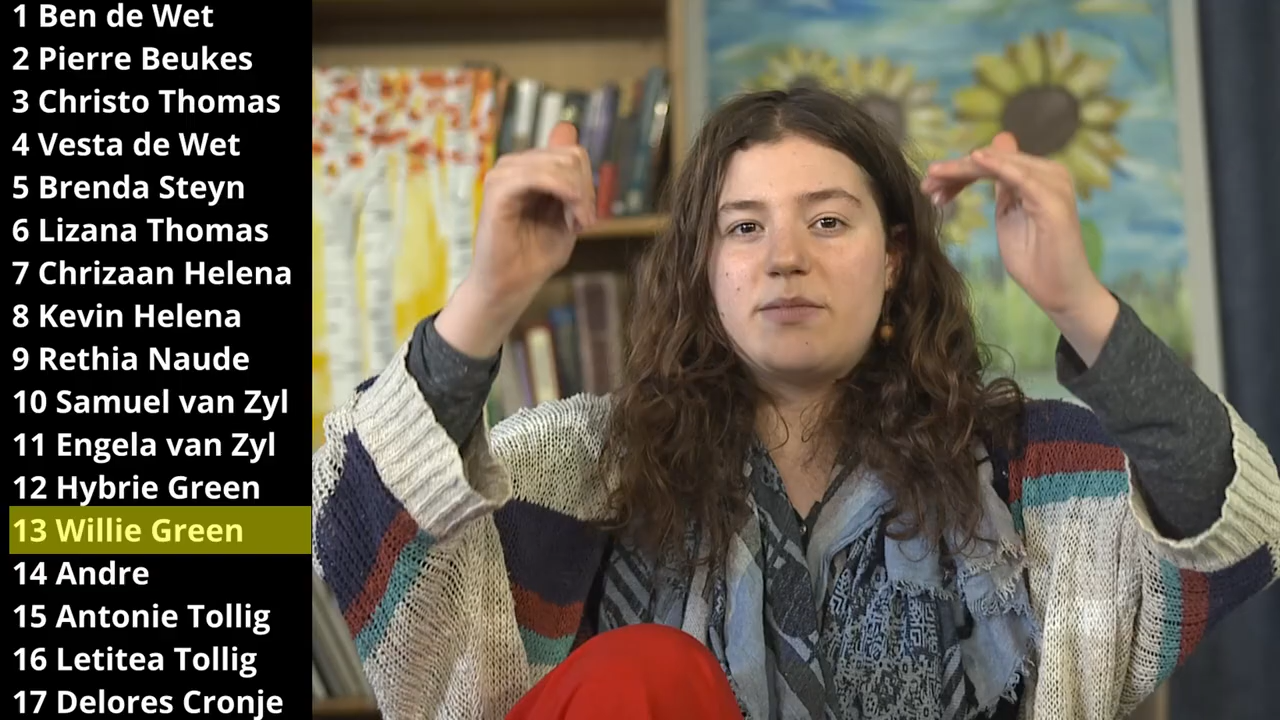 1 Ben de Wet
2 Pierre Beukes
3 Christo Thomas
4 Vesta de Wet
5 Brenda Steyn
6 Lizana Thomas
7 Chrizaan Helena
8 Kevin Helena
9 Rethia Naude
10 Samuel van Zyl
11 Engela van Zyl
12 Hybrie Green
13 Willie Green
14 Andre
15 Antonie Tollig
16 Letitea Tollig
17 Delores Cronje